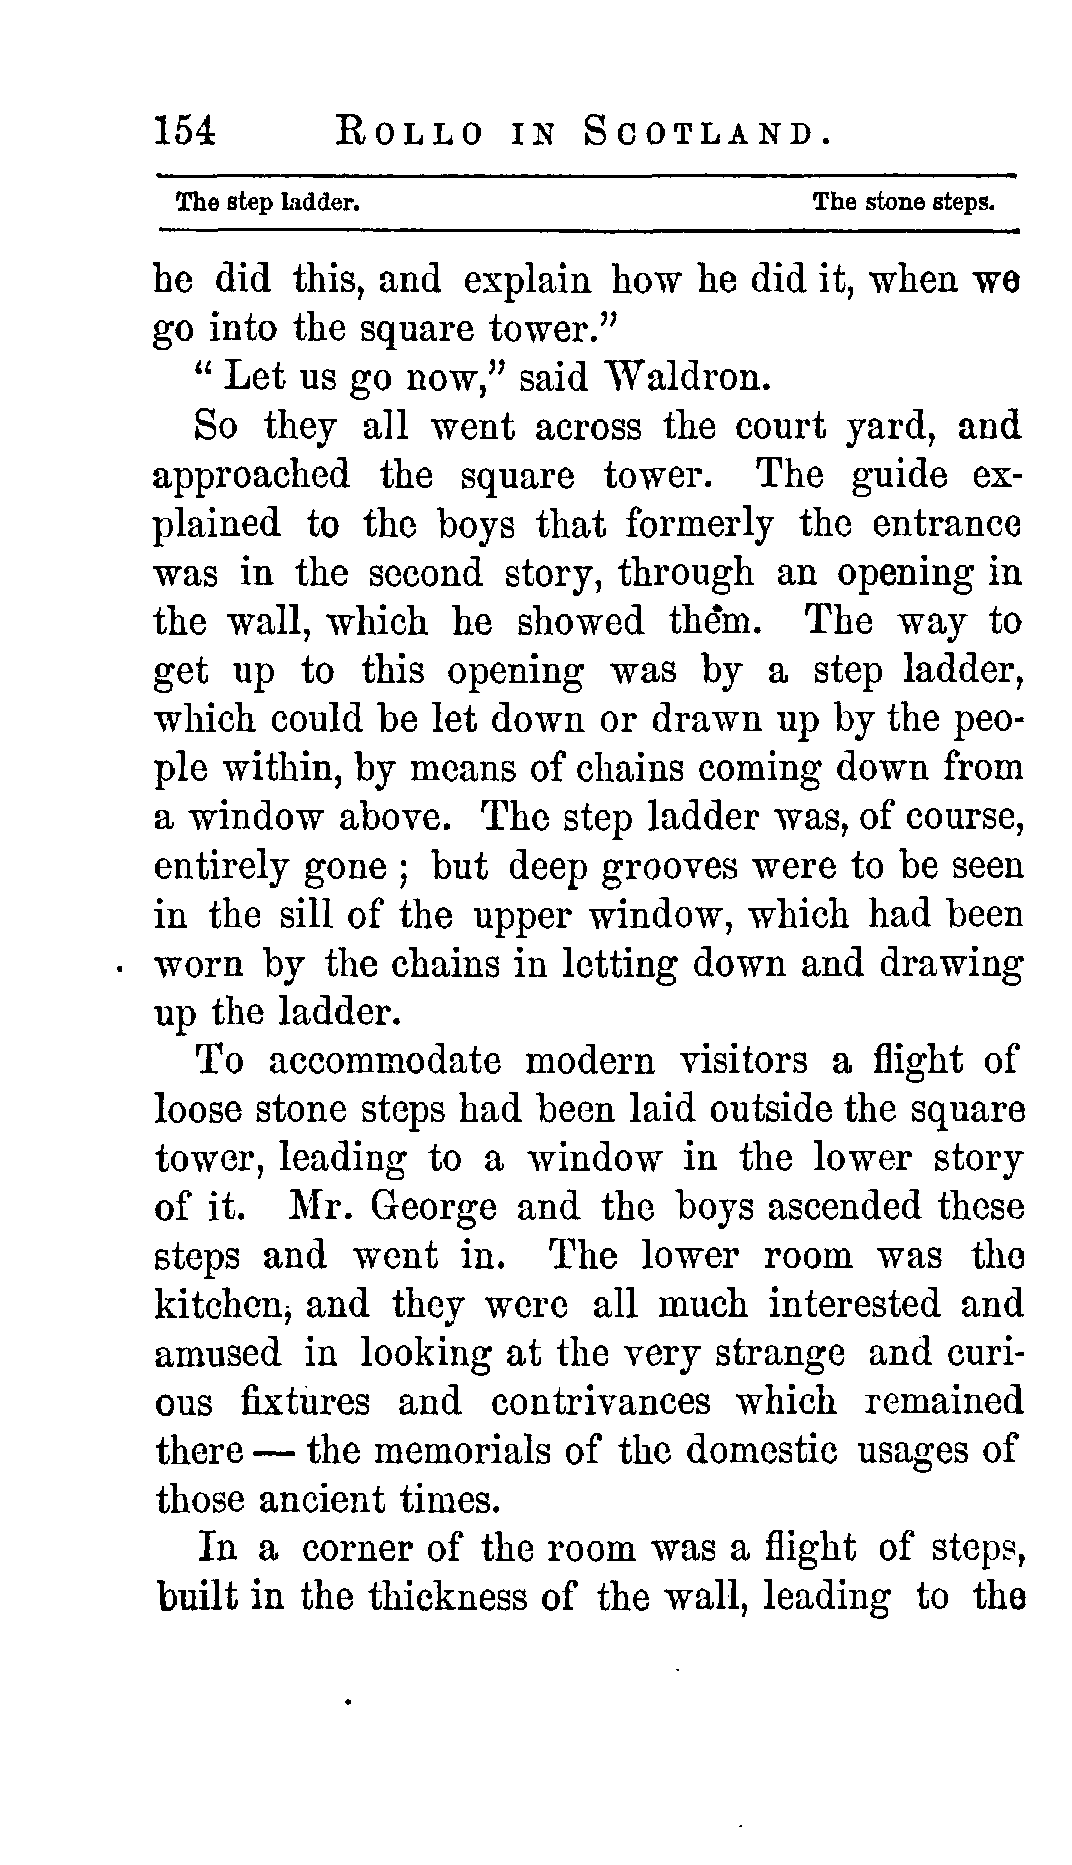 154 ROLLO IN SCOTLAND.
The step ladder. The stone steps.
he did this, and explain how he did it, when we
go into the square tower.”
“ Let us go now,” said Waldron.
So they all went across the court yard, and
approached the square tower. The guide ex-
plained to the boys that formerly the entrance
was in the second story, through an opening in
the wall, which he showed them. The way to
get up to this opening was by a step ladder,
which could be let down or drawn up by the peo-
ple within, by means of chains coming down from
a window above. The step ladder was, of course,
entirely gone ; but deep grooves were to be seen
in the sill of the upper window, which had been
worn by the chains in letting down and drawing
up the ladder.
To accommodate modern visitors a flight of
loose stone steps had been laid outside the square
tower, leading to a window in the lower story
of it. Mr. George and the boys ascended these
steps and went in. The lower room was the
kitchen, and they were all much interested and
amused in looking at the very strange and curi-
ous fixtures and contrivances which remained
there — the memorials of the domestic usages of
those ancient times.
In a corner of the room was a flight of steps,
built in the thickness of the wall, leading to the